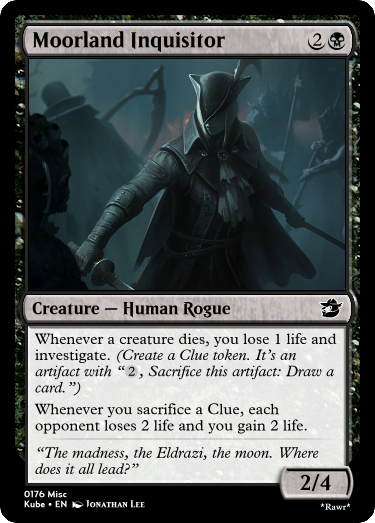 Moorland Inquisitor 2
Creature — Human Rogue
Whenever a creature dies, you lose 1 life and
investigate. (Create a Clue token. It's an
artifact with “2, Sacrifice this artifact: Draw a
card.”)
Whenever you sacrifice a Clue, each
opponent loses 2 life and you gain 2 life.
“The madness, the Eldrazi, the moon. Where
does it all lead?”
2/4
0176 Misc
Kube • EN Jonathan Lee
*Rawr*